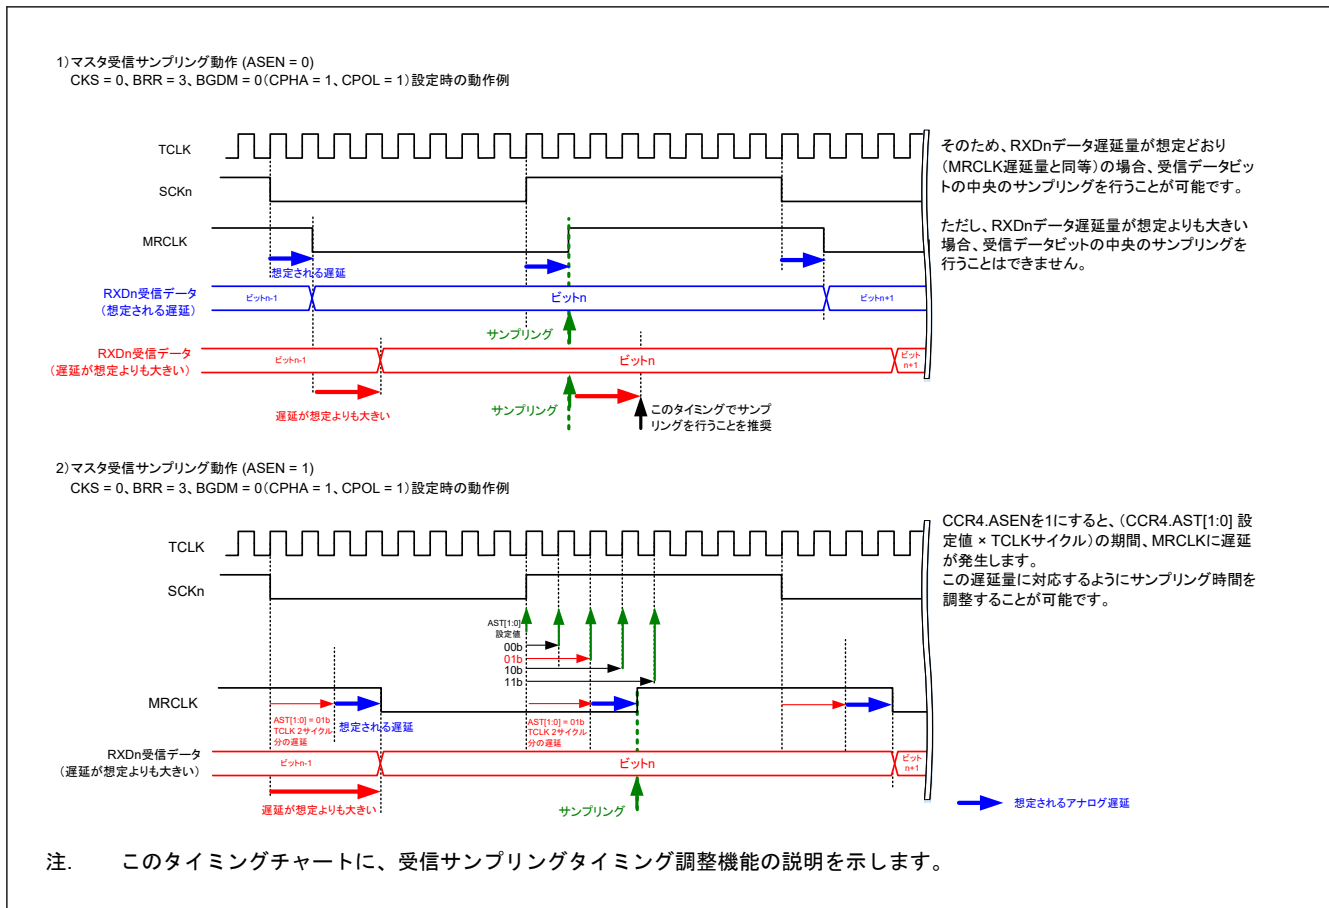 1)マスタ受信サンプリング動作 (ASEN = 0)
CKS = 0、BRR = 3、BGDM = 0(CPHA = 1、CPOL = 1)設定時の動作例
TCLK
SCKn
MRCLK
想定される遅延
RXDn受信データ
(想定される遅延)
ビットn-1
ビットn
ビットn+1
サンプリング
RXDn受信データ
(遅延が想定よりも大きい)
ビットn-1
ビットn
ビット
n+1
遅延が想定よりも大きい
サンプリング
このタイミングでサンプ
リングを行うことを推奨
そのため、RXDnデータ遅延量が想定どおり
(MRCLK遅延量と同等)の場合、受信データビッ
トの中央のサンプリングを行うことが可能です。
ただし、RXDnデータ遅延量が想定よりも大きい
場合、受信データビットの中央のサンプリングを
行うことはできません。
2)マスタ受信サンプリング動作 (ASEN = 1)
CKS = 0、BRR = 3、BGDM = 0(CPHA = 1、CPOL = 1)設定時の動作例
TCLK
SCKn
AST[1:0]
設定値
00b
01b
10b
11b
MRCLK
AST[1:0] = 01b
TCLK 2サイクル
分の遅延
想定される遅延
AST[1:0] = 01b
TCLK 2サイクル
分の遅延
RXDn受信データ
(遅延が想定よりも大きい)
ビットn-1
ビットn
ビット
n+1
遅延が想定よりも大きい
サンプリング
CCR4.ASENを1にすると、(CCR4.AST[1:0] 設
定値 × TCLKサイクル)の期間、MRCLKに遅延
が発生します。
この遅延量に対応するようにサンプリング時間を
調整することが可能です。
想定されるアナログ遅延
注. このタイミングチャートに、受信サンプリングタイミング調整機能の説明を示します。